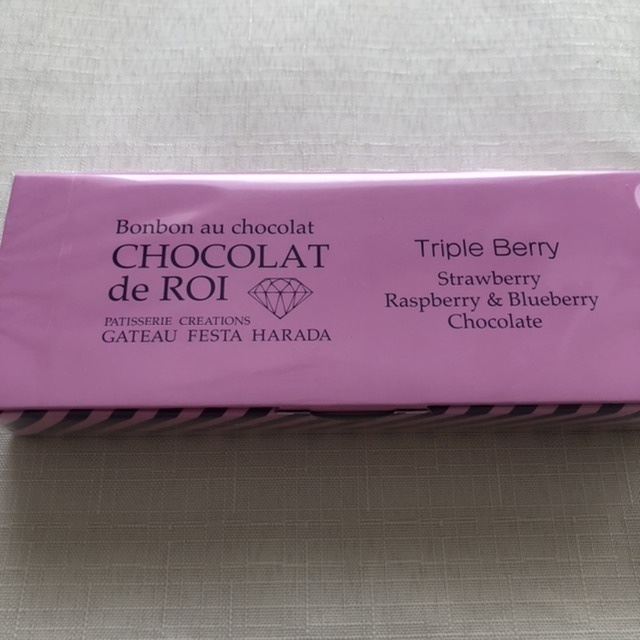 Bonbon au chocolat
CHOCOLAT
de ROI
PATISSERIE CREATIONS
GATEAU FESTA HARADA
Triple Berry
Strawberry
Raspberry & Blueberry
Chocolate